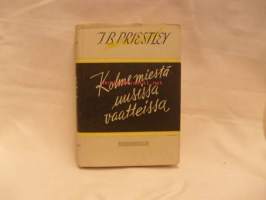 J.B. PRIESTLEY
Kolme miestä
uusissa
vaatteissa